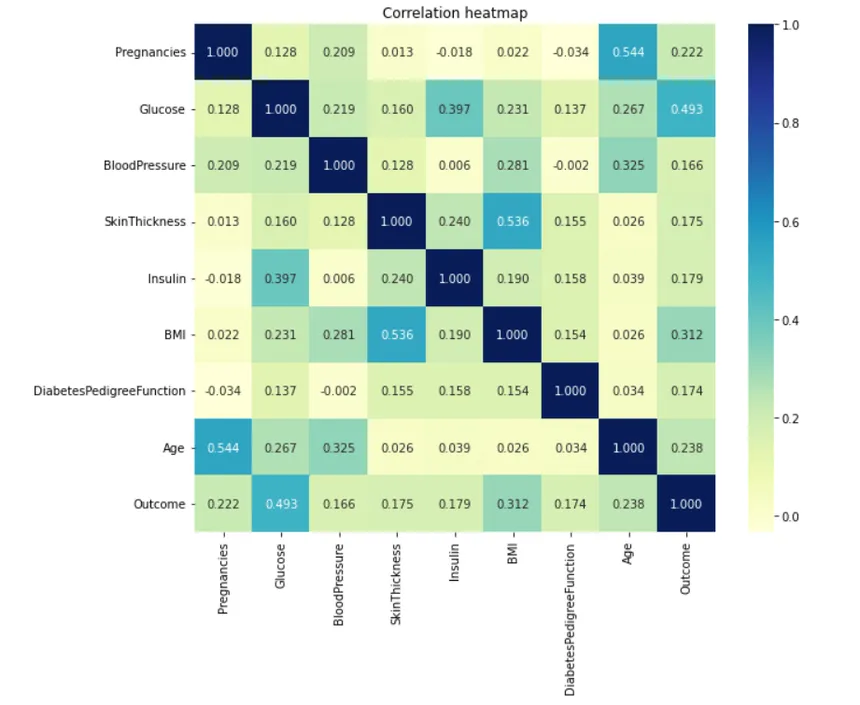 Correlation heatmap
Pregnancies 1.000 0.128 0.209 0.013 -0.018 0.022 -0.034 0.544 0.222
Glucose 0.128 1.000 0.219 0.160 0.397 0.231 0.137 0.267 0.493
BloodPressure 0.209 0.219 1.000 0.128 0.006 0.281 -0.002 0.325 0.166
SkinThickness 0.013 0.160 0.128 1.000 0.240 0.536 0.155 0.026 0.175
Insulin -0.018 0.397 0.006 0.240 1.000 0.190 0.158 0.039 0.179
BMI 0.022 0.231 0.281 0.536 0.190 1.000 0.154 0.026 0.312
DiabetesPedigreeFunction -0.034 0.137 -0.002 0.155 0.158 0.154 1.000 0.034 0.174
Age 0.544 0.267 0.325 0.026 0.039 0.026 0.034 1.000 0.238
Outcome 0.222 0.493 0.166 0.175 0.179 0.312 0.174 0.238 1.000
Pregnancies
Glucose
BloodPressure
SkinThickness
Insulin
BMI
DiabetesPedigreeFunction
Age
Outcome
1.0
0.8
0.6
0.4
0.2
0.0